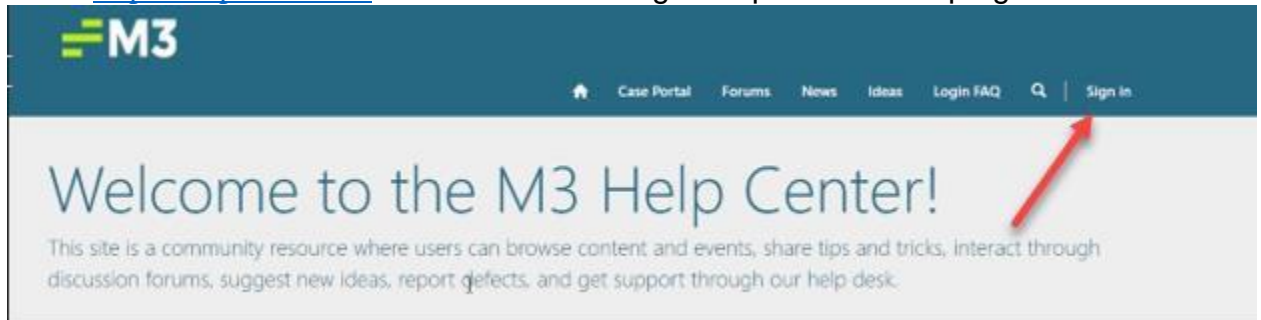 M3
Case Portal Forums News Ideas Login FAQ Sign in
Welcome to the M3 Help Center!
This site is a community resource where users can browse content and events, share tips and tricks, interact through
discussion forums, suggest new ideas, report defects, and get support through our help desk.